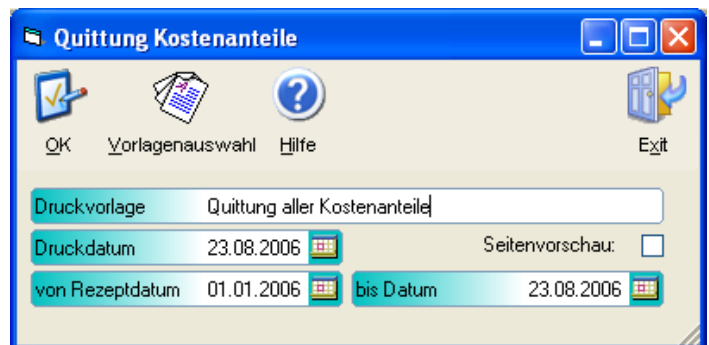 Quittung Kostenanteile
OK Vorlagenauswahl Hilfe Exit
Druckvorlage Quittung aller Kostenanteile
Druckdatum 23.08.2006 Seitenvorschau:
von Rezeptdatum 01.01.2006 bis Datum 23.08.2006